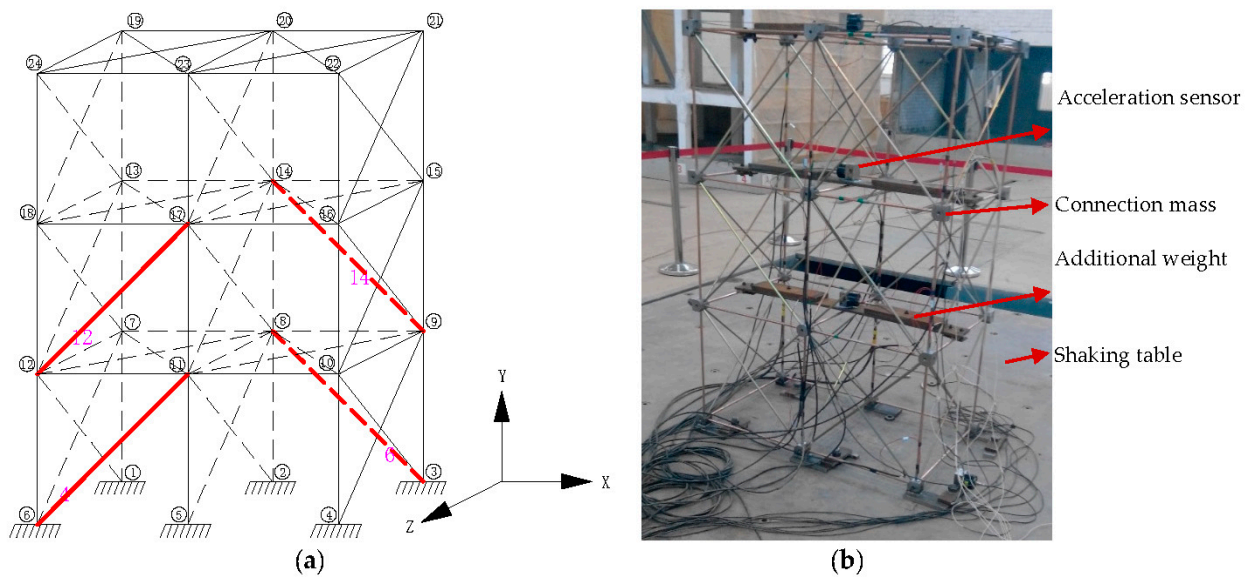 19 20 21
24 23 22
13 14 15
18 17 16
14
12
7 8 9
12 11 10
6
4
1 2 3
6 5 4
Y
X
Z
(a)
Acceleration sensor
Connection mass
Additional weight
Shaking table
(b)